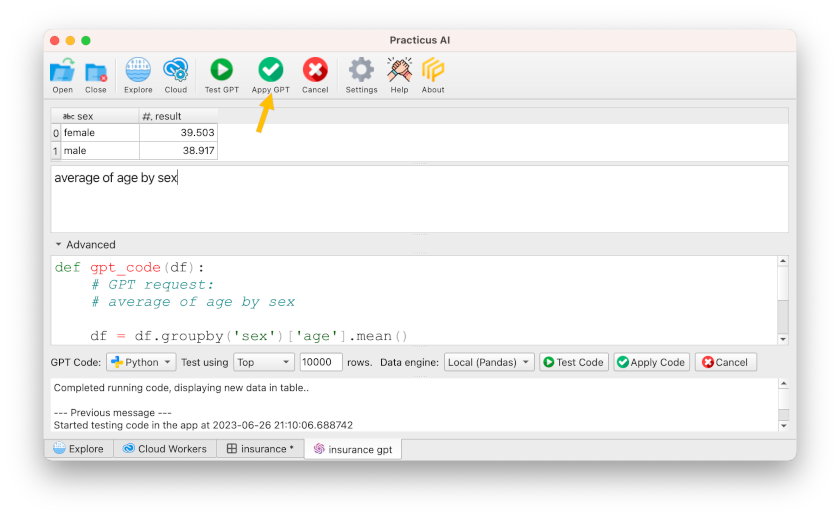 Practicus AI
Open Close Explore Cloud Test GPT Appy GPT Cancel Settings Help About
abc sex #, result
0 female 39.503
1 male 38.917
average of age by sex
Advanced
def gpt_code(df):
# GPT request:
# average of age by sex
df = df.groupby('sex')['age'].mean()
GPT Code: Python Test using Top 10000 rows. Data engine: Local (Pandas) Test Code Apply Code Cancel
Completed running code, displaying new data in table..
--- Previous message ---
Started testing code in the app at 2023-06-26 21:10:06.688742
Explore Cloud Workers insurance * insurance gpt